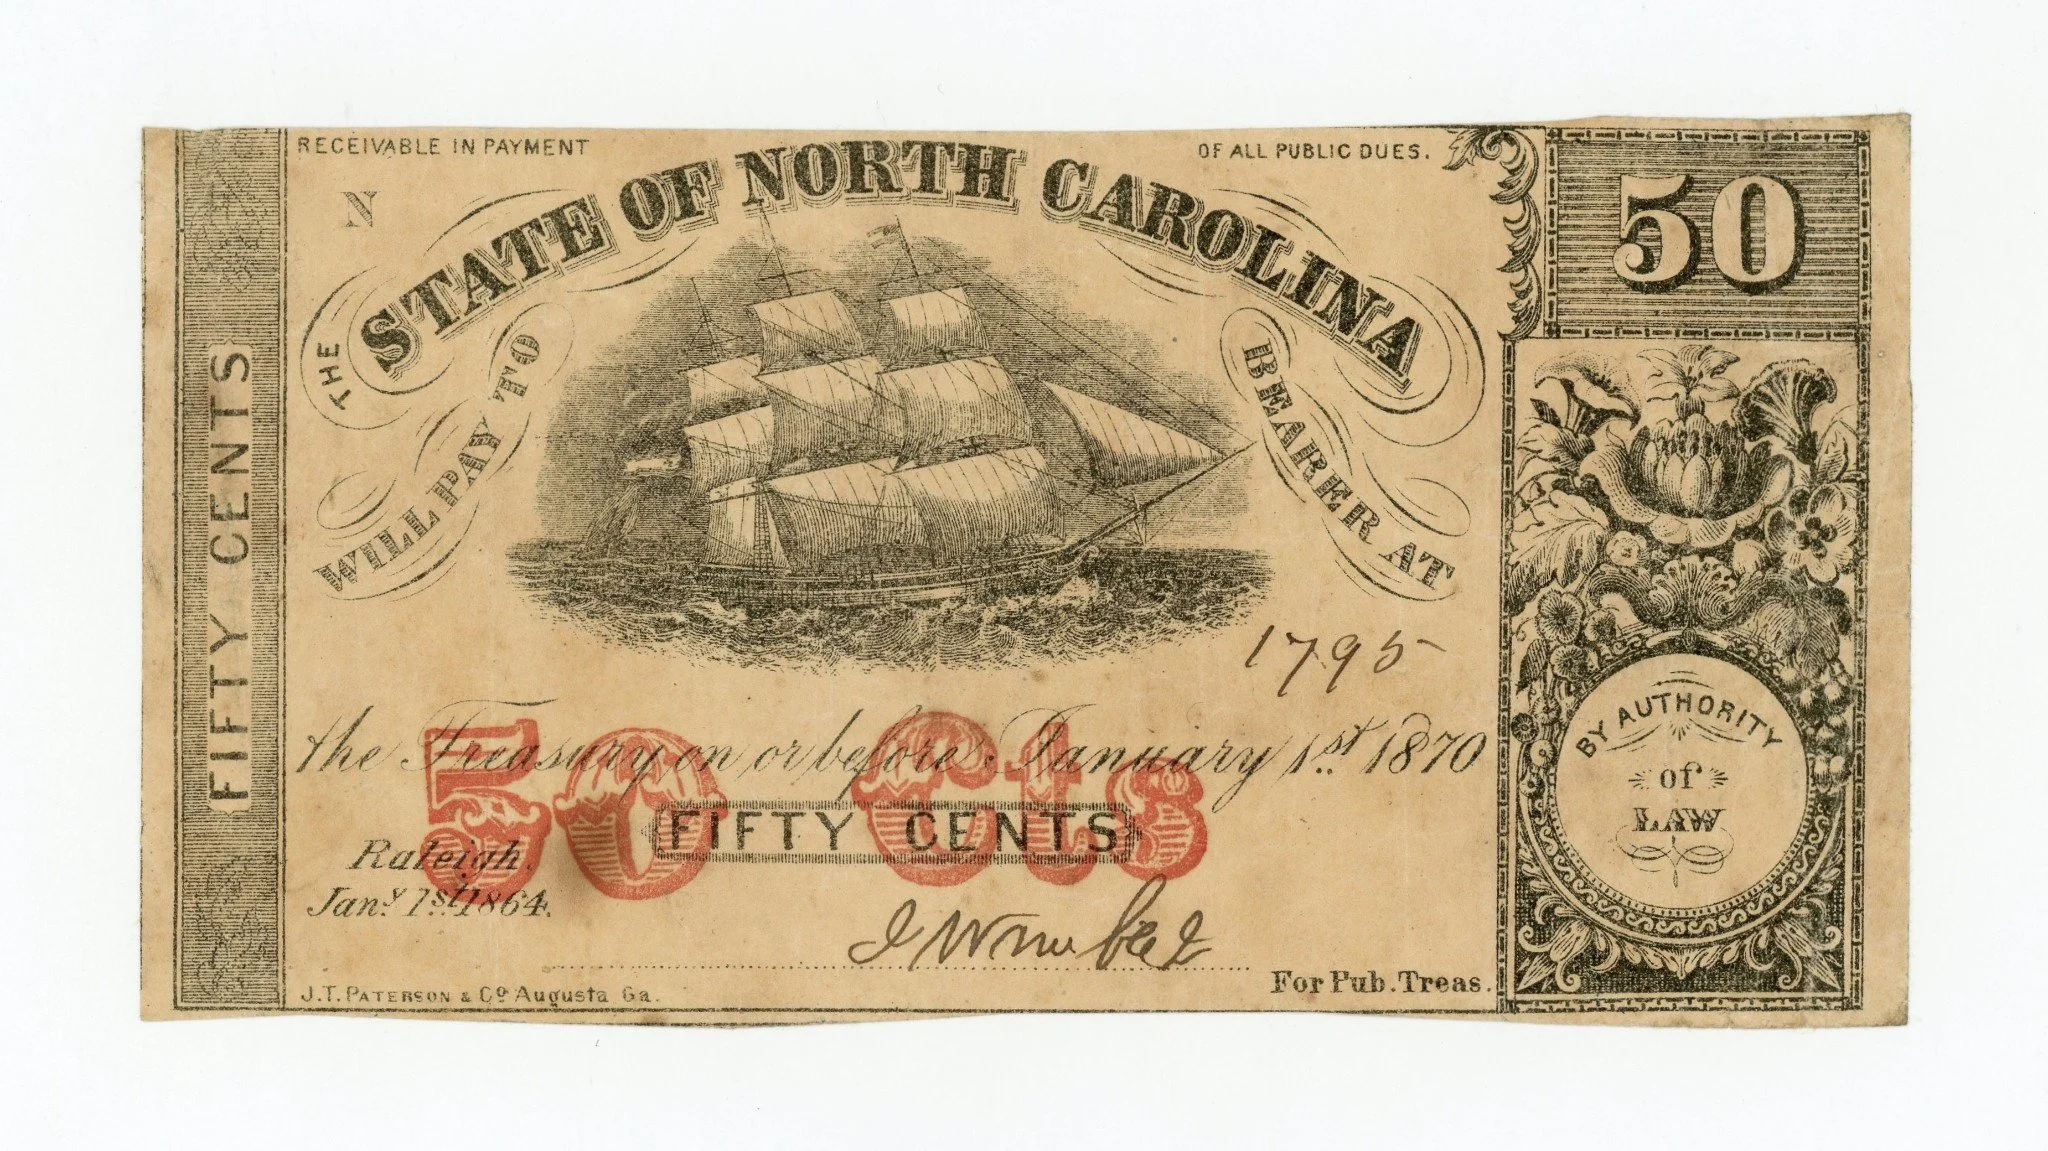 RECEIVABLE IN PAYMENT OF ALL PUBLIC DUES.
N
THE STATE OF NORTH CAROLINA
50
WILL PAY TO BEARER AT
FIFTY CENTS
1795
the Treasury on or before January 1st. 1870
50 Cts
FIFTY CENTS
BY AUTHORITY
of
LAW
Raleigh.
Jany. 1st. 1864.
For Pub. Treas.
J.T. PATERSON & Co Augusta Ga.